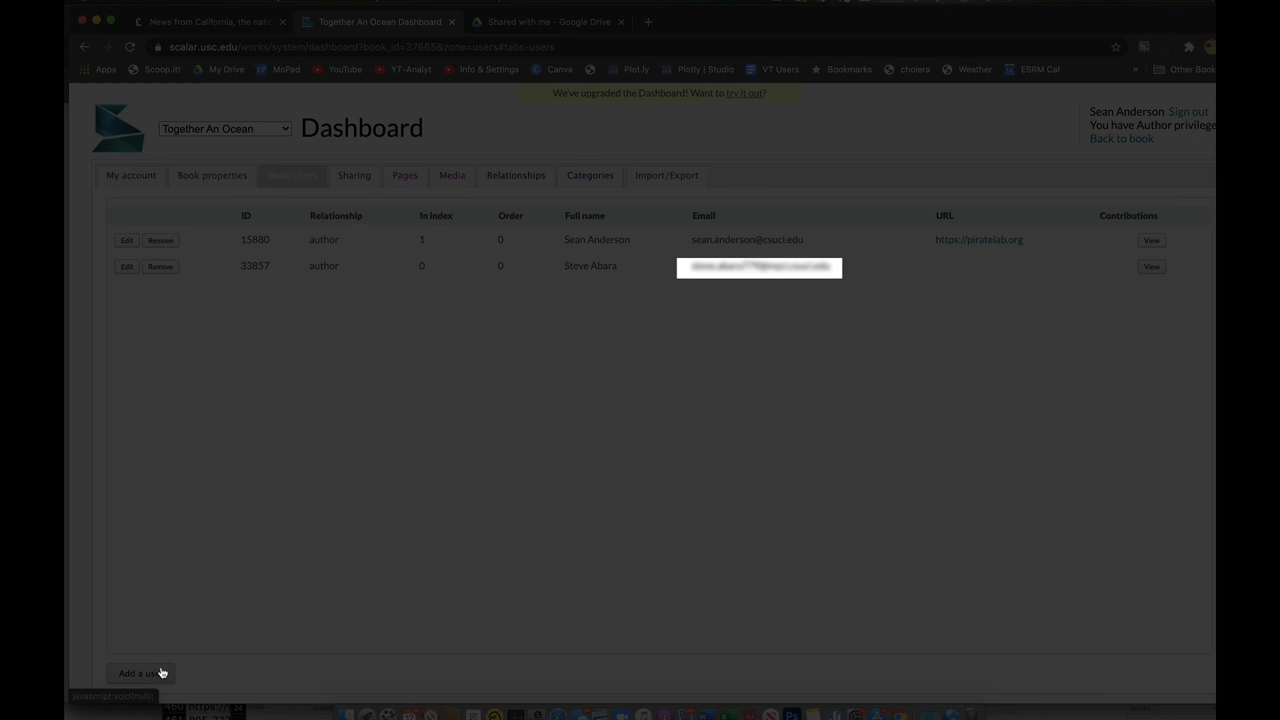 News from California, the nati
Together An Ocean Dashboard
Shared with me - Google Drive
scalar.usc.edu/works/system/dashboard?book_id=37665&zone=users#tabs-users
Apps Scoop.it! My Drive MoPad YouTube YT-Analyt Info & Settings Canva Plot.ly Plotly | Studio VT Users Bookmarks cholera Weather ESRM Cal » Other Book
We've upgraded the Dashboard! Want to try it out?
Together An Ocean
Dashboard
Sean Anderson Sign out
You have Author privilege
Back to book
My account Book properties Book users Sharing Pages Media Relationships Categories Import/Export
ID Relationship In index Order Full name Email URL Contributions
Edit Remove 15880 author 1 0 Sean Anderson sean.anderson@csuci.edu https://piratelab.org View
Edit Remove 33857 author 0 0 Steve Abara View
Add a
javascript:void(null);